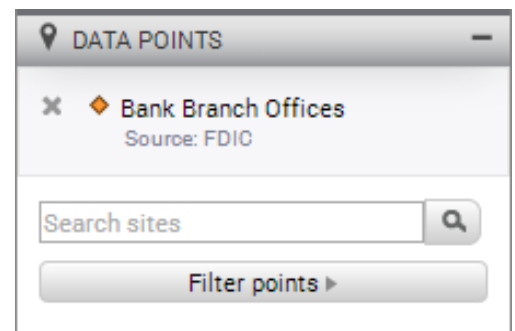 DATA POINTS
Bank Branch Offices
Source: FDIC
Search sites
Filter points